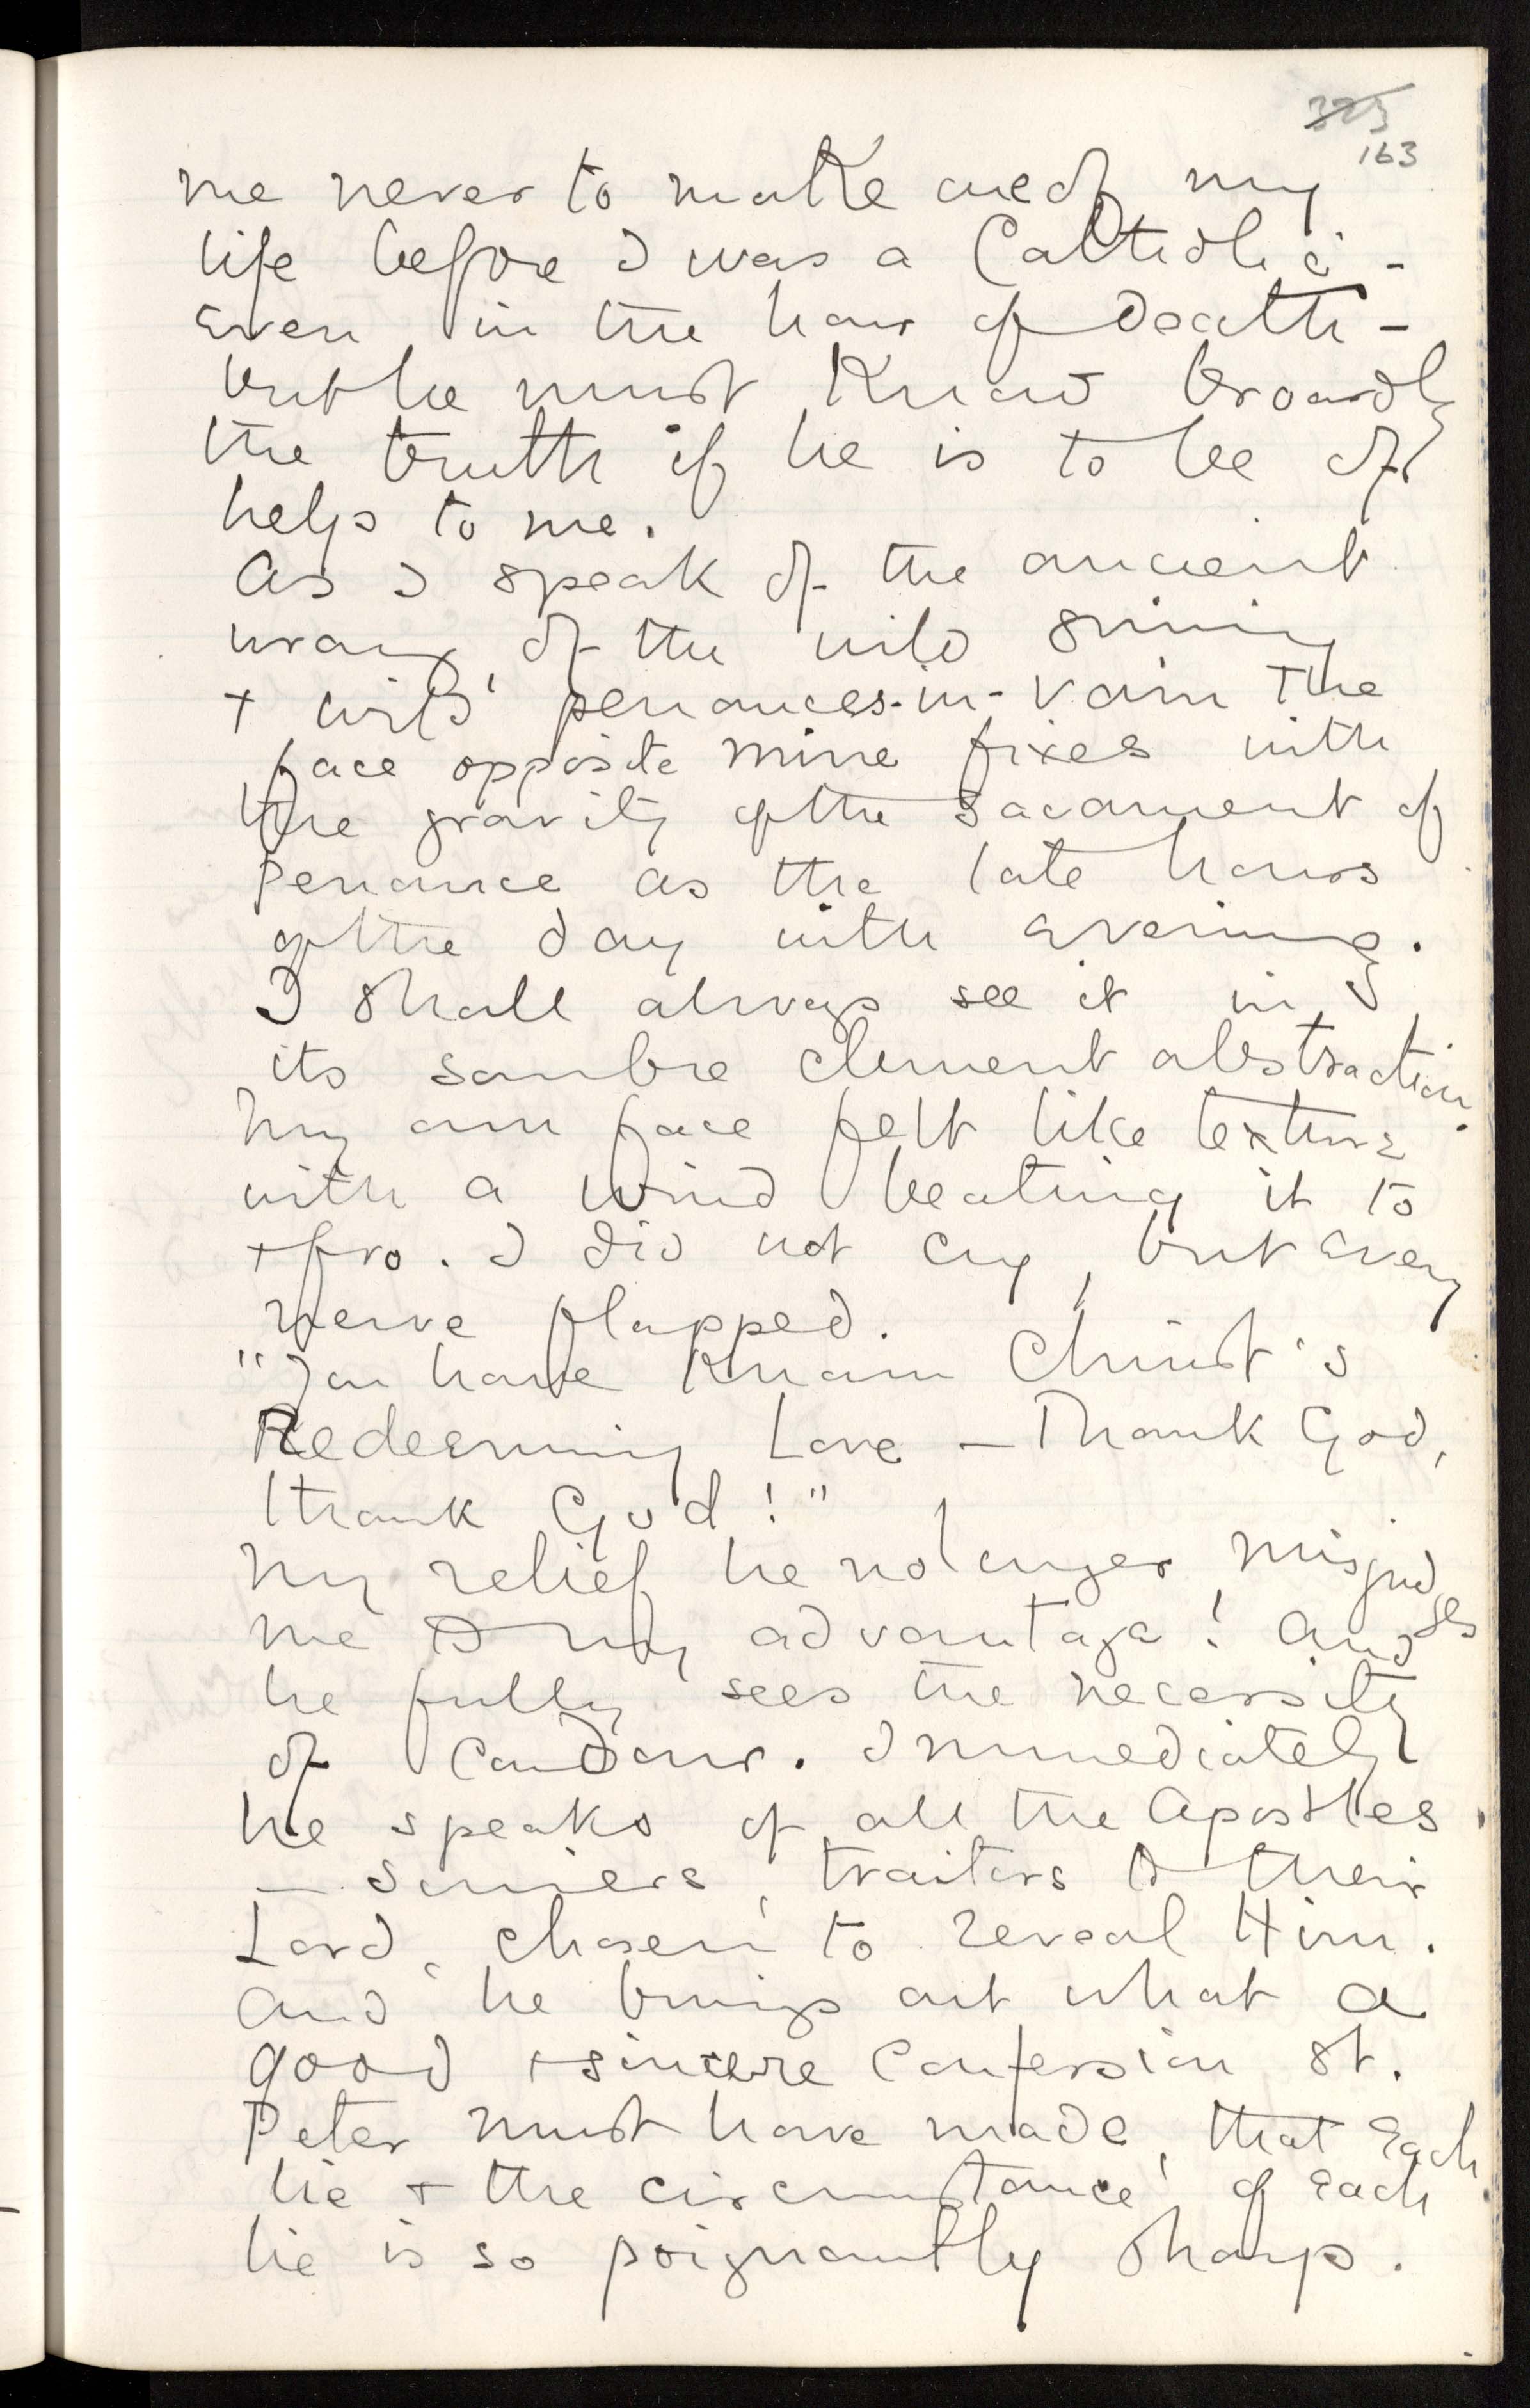 325
163
me never to make use of my
life before I was a Catholic -
even in the hour of Death -
but he must know broadly
the truth if he is to be of
help to me.
As I speak of the ancient
wrong, of the wild sinning
+ wild penances-in-vain the
face opposite mine fixes with
the gravity of the Sacrament of
Penance as the late hours
of the day with evening.
I shall always see it in
its sombre clement abstraction.
My own face felt like texture
with a wind beating it to
+ fro. I did not cry, but every
nerve flapped.
"You have known Christ's
Redeeming Love - Thank God,
thank God!"
My relief he no longer misjudges
me to my advantage! And
he fully sees the necessity
of candour. Immediately
he speaks of all the Apostles
- sinners, traitors to their
Lord, chosen to reveal Him.
And he brings out what a
good + sincere confession St.
Peter must have made, that each
lie + the circumstance of each
lie is so poignantly sharp.